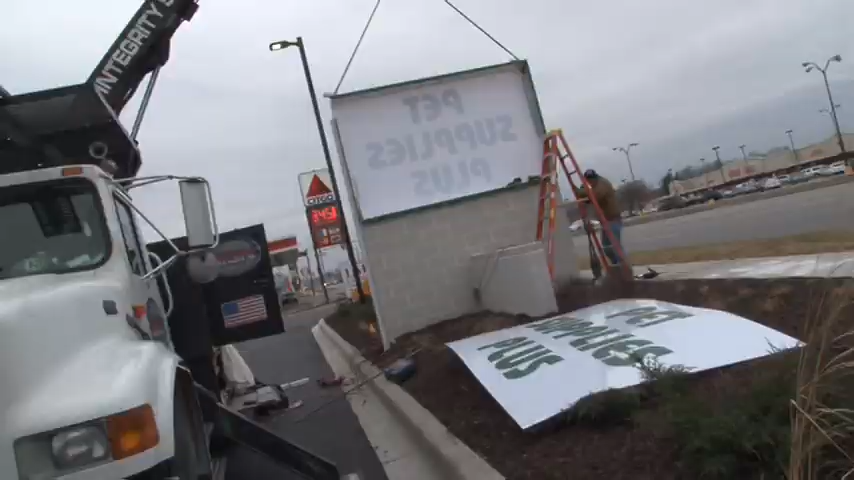 INTEGRITY
PET
SUPPLIES
PLUS
CITGO
PET
SUPPLIES
PLUS